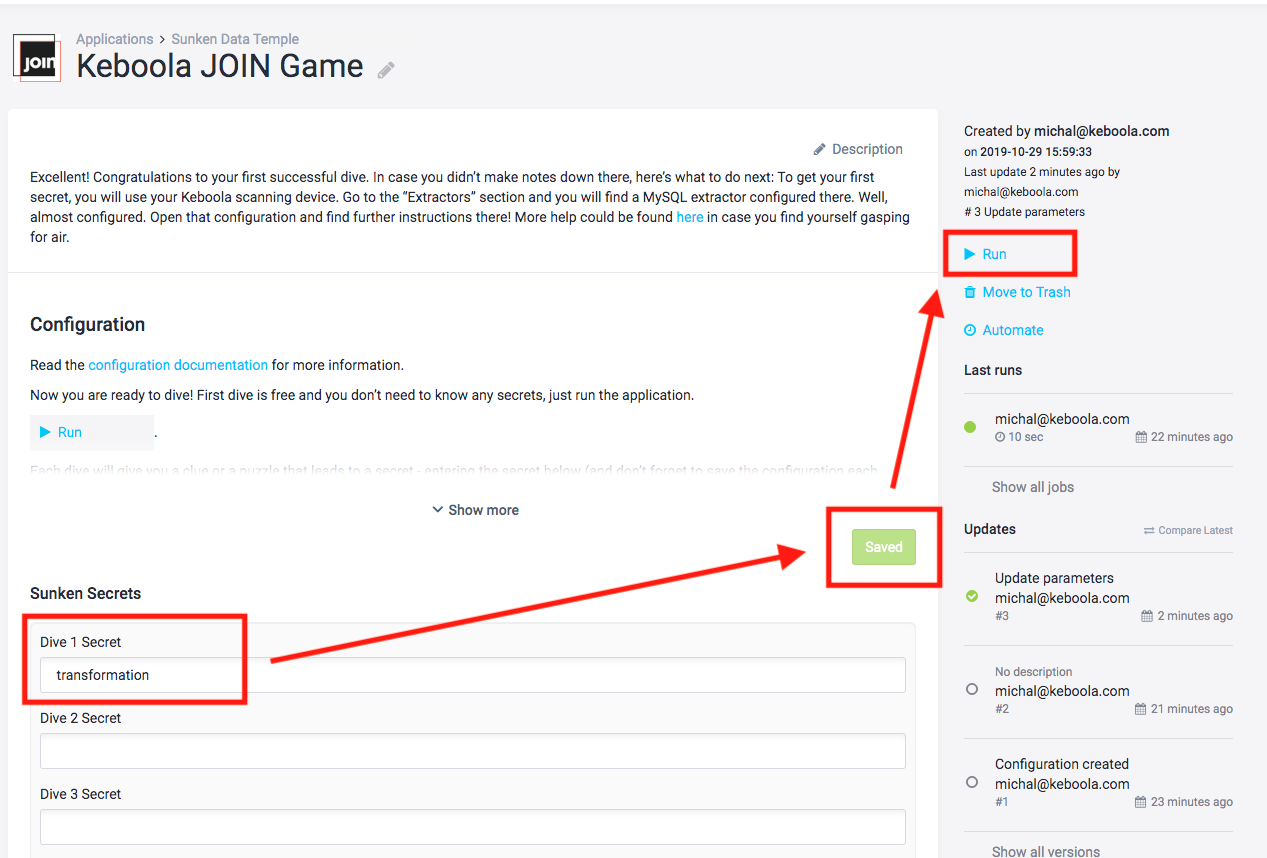 join
Applications > Sunken Data Temple
Keboola JOIN Game
Description
Excellent! Congratulations to your first successful dive. In case you didn't make notes down there, here's what to do next: To get your first
secret, you will use your Keboola scanning device. Go to the "Extractors" section and you will find a MySQL extractor configured there. Well,
almost configured. Open that configuration and find further instructions there! More help could be found here in case you find yourself gasping
for air.
Configuration
Read the configuration documentation for more information.
Now you are ready to dive! First dive is free and you don't need to know any secrets, just run the application.
Run .
Each dive will give you a clue or a puzzle that leads to a secret - entering the secret below (and don't forget to save the configuration each
Show more
Saved
Sunken Secrets
Dive 1 Secret
transformation
Dive 2 Secret
Dive 3 Secret
Created by michal@keboola.com
on 2019-10-29 15:59:33
Last update 2 minutes ago by
michal@keboola.com
# 3 Update parameters
Run
Move to Trash
Automate
Last runs
michal@keboola.com
10 sec 22 minutes ago
Show all jobs
Updates Compare Latest
Update parameters
michal@keboola.com
#3 2 minutes ago
No description
michal@keboola.com
#2 21 minutes ago
Configuration created
michal@keboola.com
#1 23 minutes ago
Show all versions